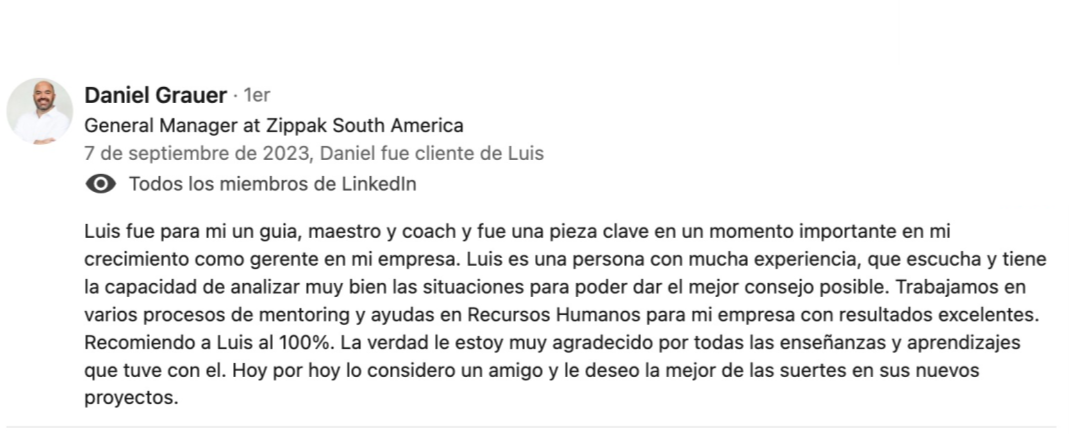 Daniel Grauer · 1er
General Manager at Zippak South America
7 de septiembre de 2023, Daniel fue cliente de Luis
Todos los miembros de LinkedIn
Luis fue para mi un guia, maestro y coach y fue una pieza clave en un momento importante en mi
crecimiento como gerente en mi empresa. Luis es una persona con mucha experiencia, que escucha y tiene
la capacidad de analizar muy bien las situaciones para poder dar el mejor consejo posible. Trabajamos en
varios procesos de mentoring y ayudas en Recursos Humanos para mi empresa con resultados excelentes.
Recomiendo a Luis al 100%. La verdad le estoy muy agradecido por todas las enseñanzas y aprendizajes
que tuve con el. Hoy por hoy lo considero un amigo y le deseo la mejor de las suertes en sus nuevos
proyectos.